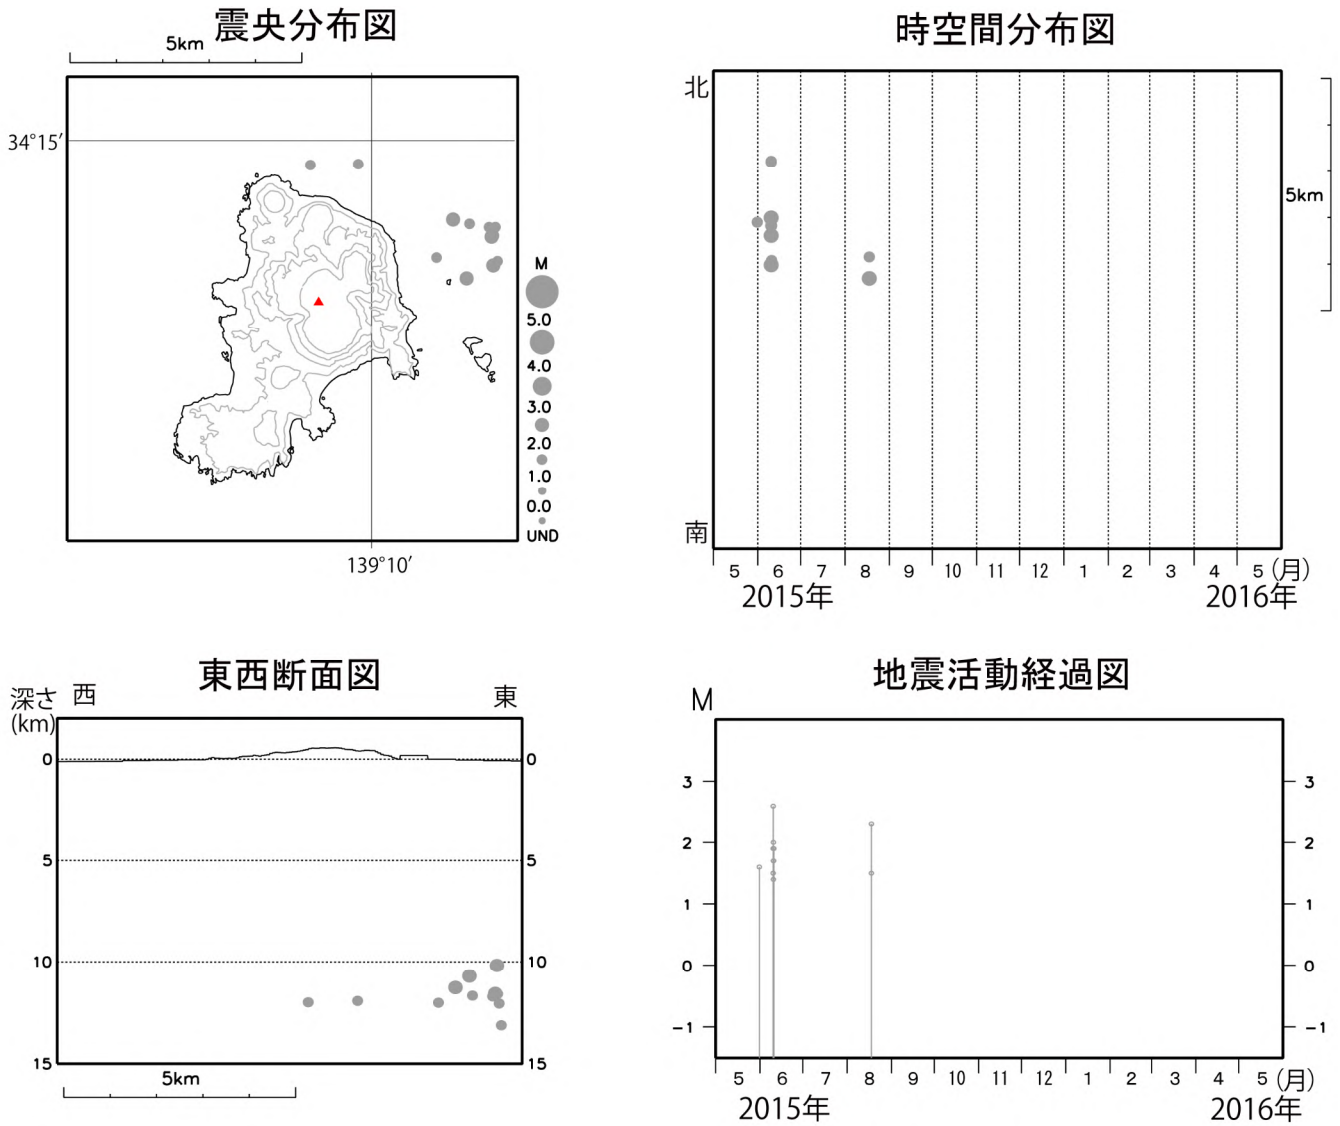 震央分布図
5km
34°15′
139°10′
M
5.0
4.0
3.0
2.0
1.0
0.0
UND
時空間分布図
北
南
5km
5 6 7 8 9 10 11 12 1 2 3 4 5 (月)
2015年 2016年
東西断面図
深さ
(km)
西 東
0 0
5 5
10 10
15 15
5km
地震活動経過図
M
3 3
2 2
1 1
0 0
-1 -1
5 6 7 8 9 10 11 12 1 2 3 4 5 (月)
2015年 2016年